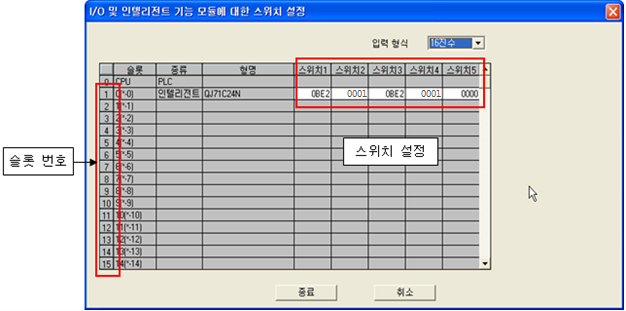 I/O 및 인텔리전트 기능 모듈에 대한 스위치 설정
입력 형식 16진수
슬롯 종류 형명 스위치1 스위치2 스위치3 스위치4 스위치5
0 CPU PLC
1 0(*-0) 인텔리전트 QJ71C24N 0BE2 0001 0BE2 0001 0000
2 1(*-1)
3 2(*-2)
4 3(*-3)
5 4(*-4)
6 5(*-5)
7 6(*-6)
8 7(*-7)
9 8(*-8)
10 9(*-9)
11 10(*-10)
12 11(*-11)
13 12(*-12)
14 13(*-13)
15 14(*-14)
슬롯 번호
스위치 설정
종료 취소